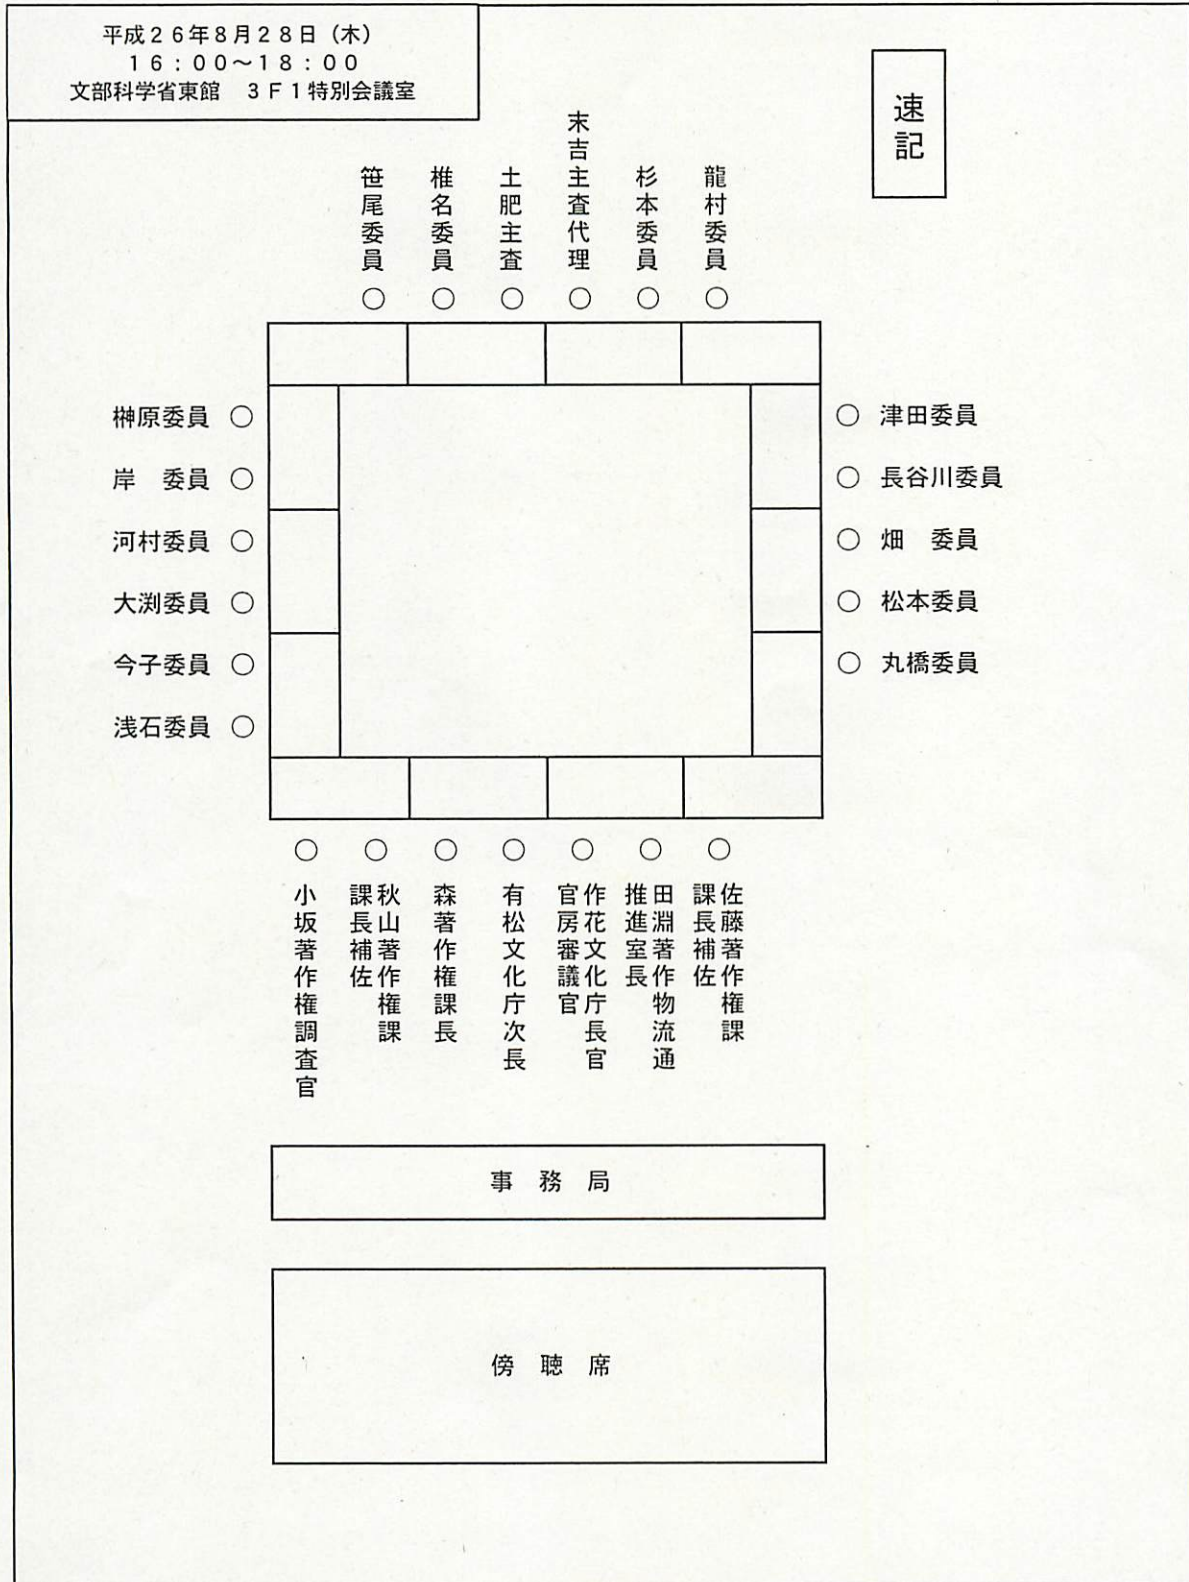 平成26年8月28日（木）
16：00～18：00
文部科学省東館　3F1特別会議室
速記
笹尾委員
椎名委員
土肥主査
末吉主査代理
杉本委員
龍村委員
榊原委員
岸　委員
河村委員
大渕委員
今子委員
浅石委員
津田委員
長谷川委員
畑　委員
松本委員
丸橋委員
小坂著作権調査官
秋山著作権課
課長補佐
森著作権課長
有松文化庁次長
作花文化庁長官
官房審議官
田淵著作物流通
推進室長
佐藤著作権課
課長補佐
事　務　局
傍　聴　席